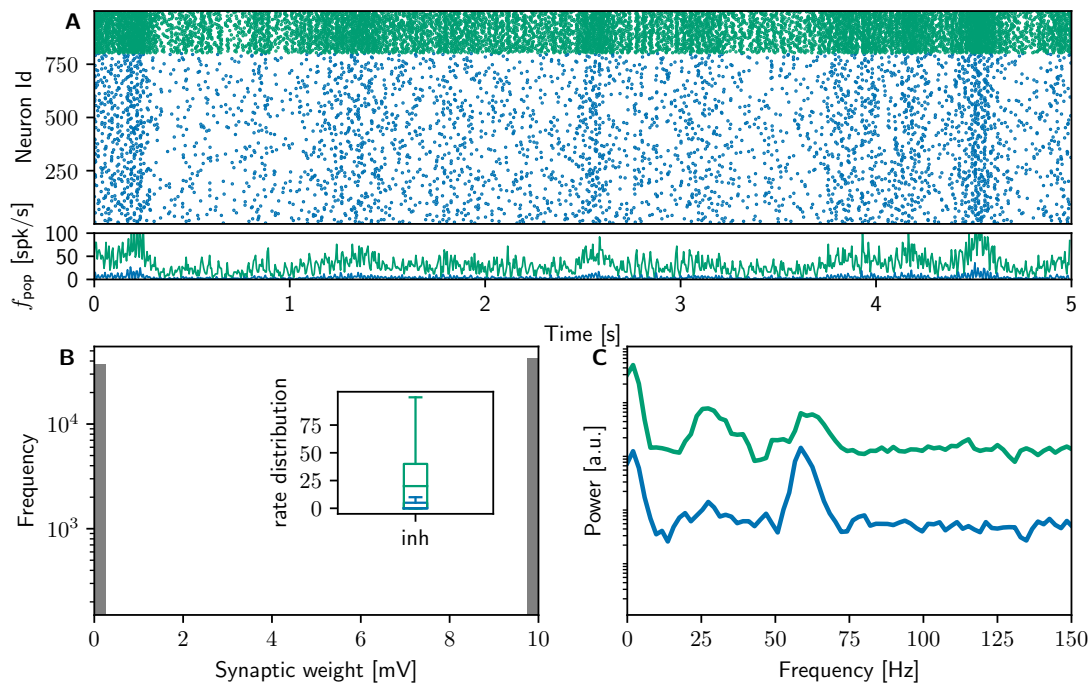 A
Neuron Id
750
500
250
f_pop [spk/s]
100
50
0
0 1 2 3 4 5
Time [s]
B
Frequency
10^4
10^3
rate distribution
75
50
25
0
inh
0 2 4 6 8 10
Synaptic weight [mV]
C
Power [a.u.]
0 25 50 75 100 125 150
Frequency [Hz]